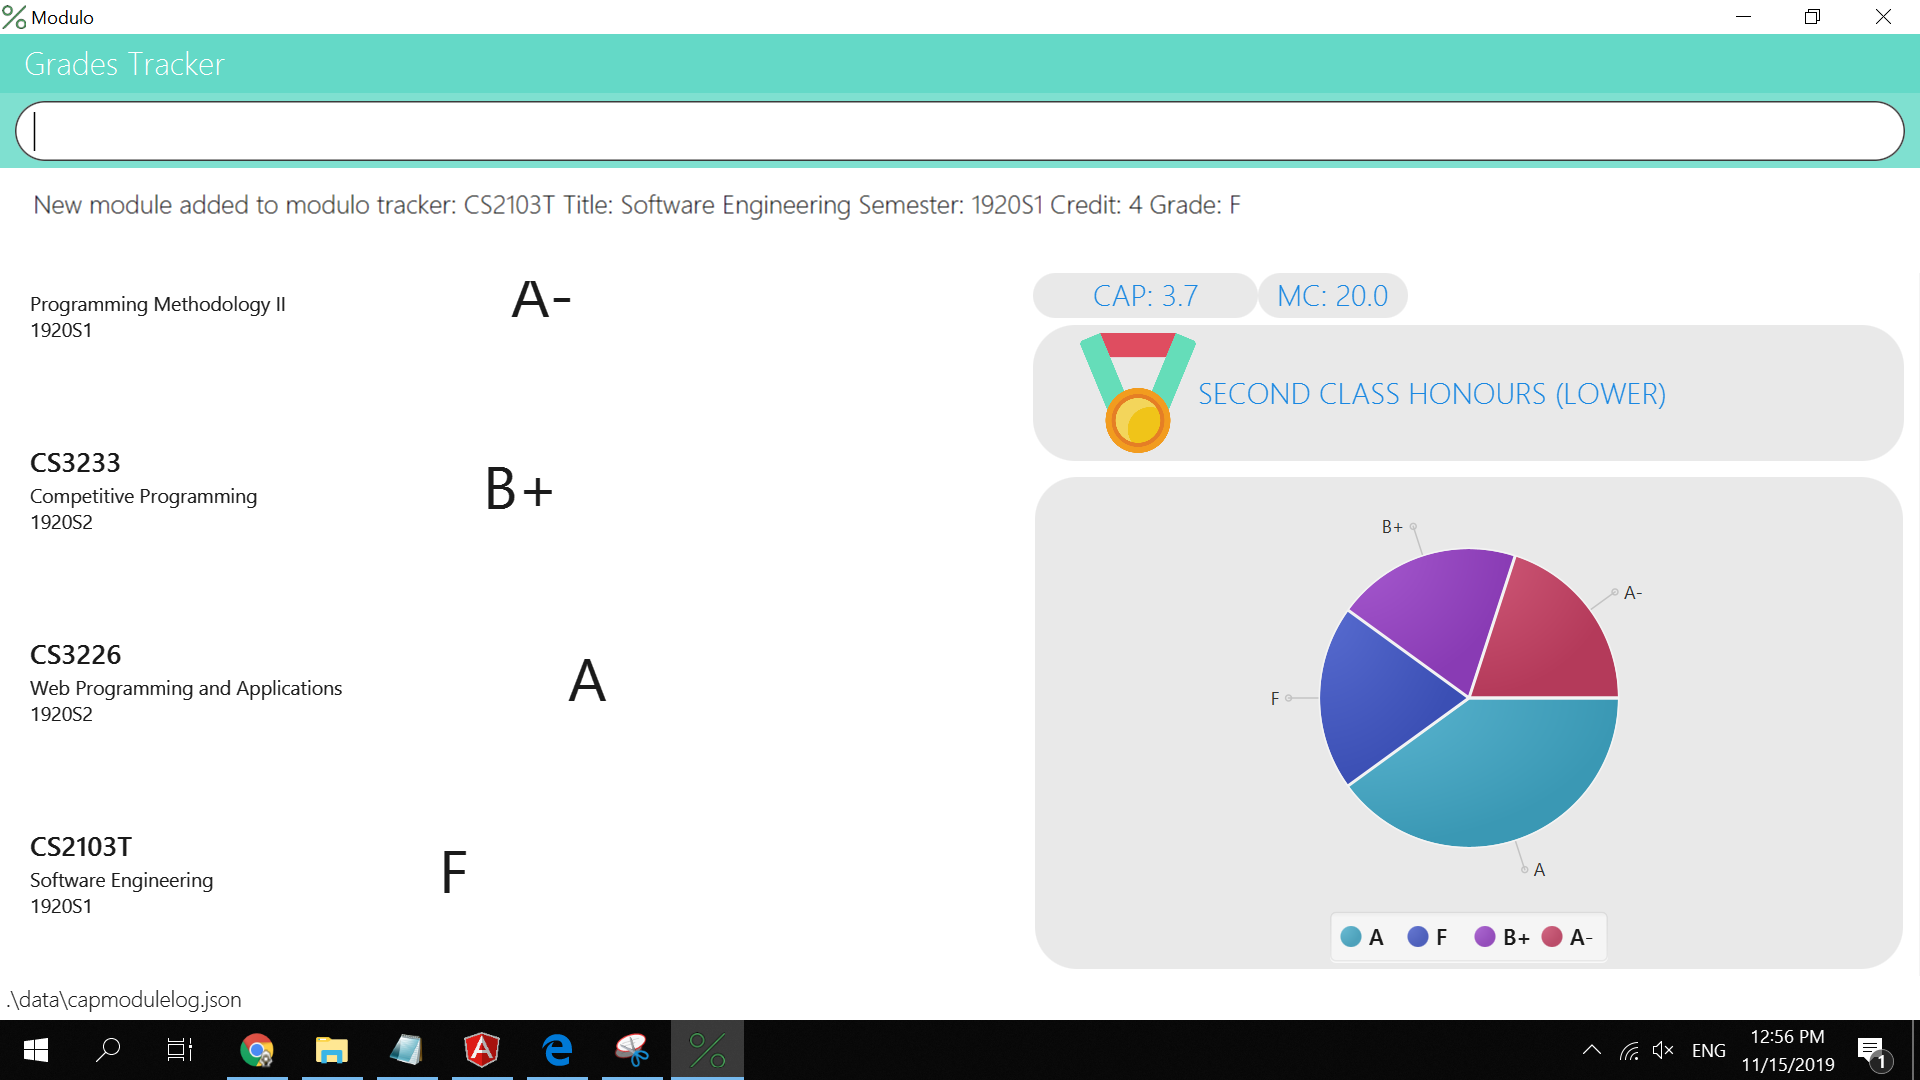 Modulo
Grades Tracker
New module added to modulo tracker: CS2103T Title: Software Engineering Semester: 1920S1 Credit: 4 Grade: F
Programming Methodology II
1920S1
A-
CS3233
Competitive Programming
1920S2
B+
CS3226
Web Programming and Applications
1920S2
A
CS2103T
Software Engineering
1920S1
F
CAP: 3.7
MC: 20.0
SECOND CLASS HONOURS (LOWER)
B+
A-
F
A
A F B+ A-
.\data\capmodulelog.json
ENG
12:56 PM
11/15/2019
1